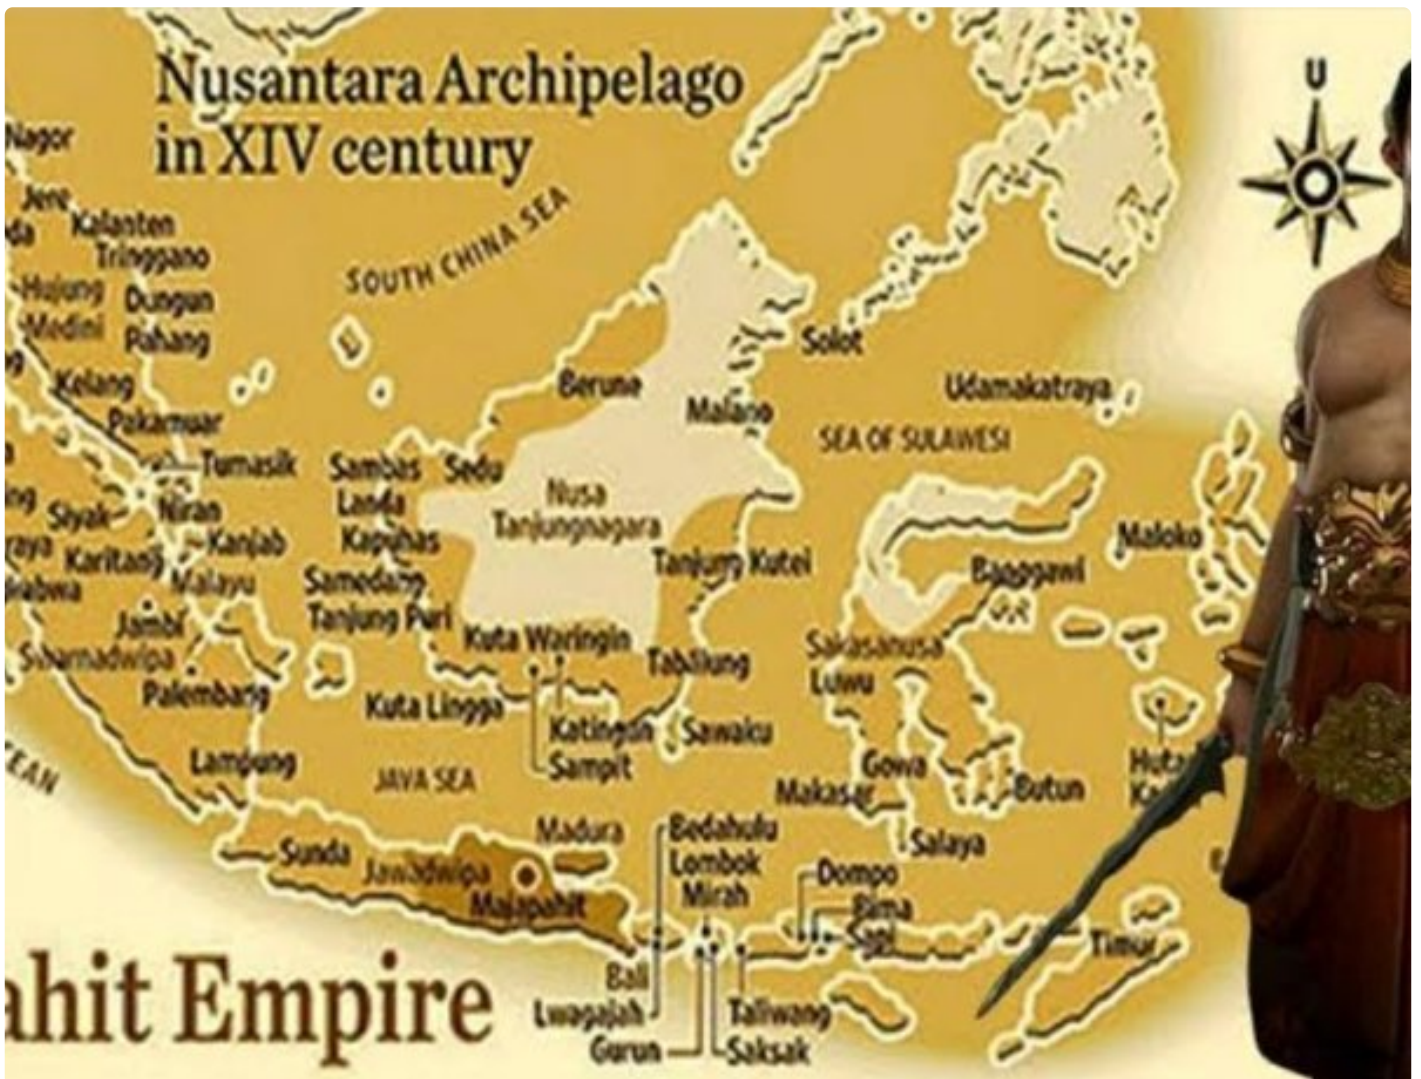 Nusantara Archipelago
in XIV century
U
Nagor
Jere
da
Kalanten
Tringgano
Hujung
Dungun
Medini
Pahang
Kelang
Pakamuar
Tumasik
Siyak
Niran
Karitang
Kanjab
Malayu
Jambi
Swarnadwipa
Palembang
Lampung
SOUTH CHINA SEA
Solot
Berune
Malano
Udamakatraya
SEA OF SULAWESI
Sambas
Sedu
Landa
Kapuhas
Nusa
Tanjungnagara
Samedang
Tanjung Puri
Tanjung Kutei
Kuta Waringin
Tabalung
Kuta Lingga
Katingan
Sawaku
Sampit
JAVA SEA
Maloko
Banggawi
Sakasanusa
Luwu
Gowa
Makasar
Butun
Salaya
Sunda
Jawadwipa
Madura
Majapahit
Bedahulu
Lombok
Mirah
Dompo
Bima
Timur
Bali
Lwagajah
Gurun
Taliwang
Saksak
ahit Empire